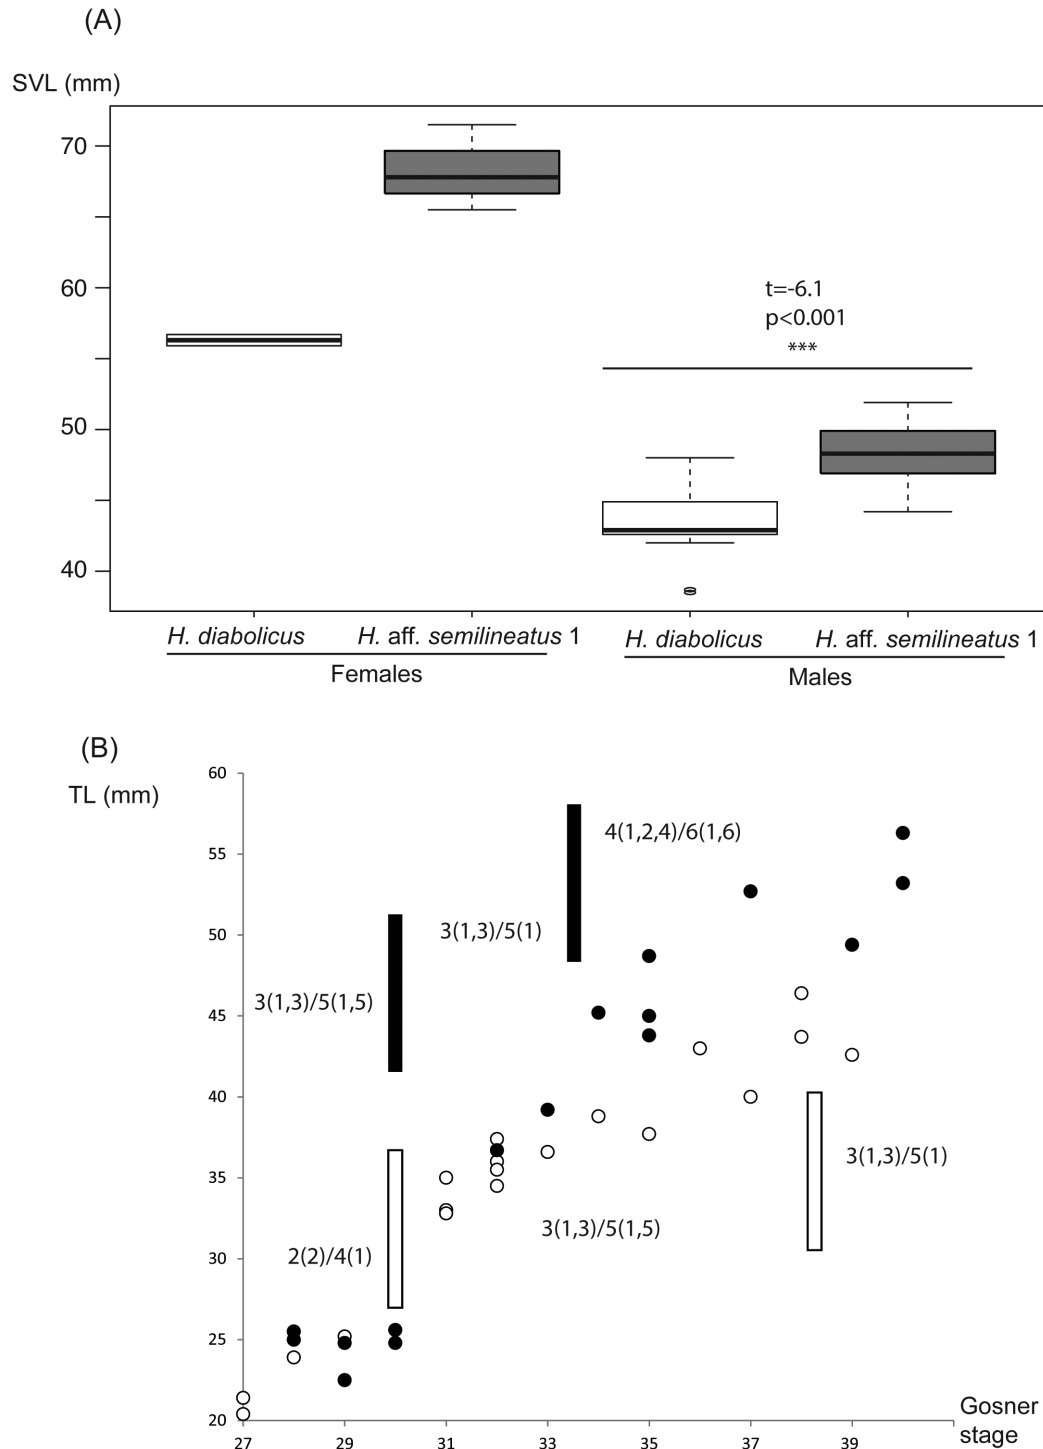 (A)
SVL (mm)
70
60
50
40
t=-6.1
p<0.001
***
H. diabolicus
H. aff. semilineatus 1
H. diabolicus
H. aff. semilineatus 1
Females
Males
(B)
TL (mm)
60
55
50
45
40
35
30
25
20
4(1,2,4)/6(1,6)
3(1,3)/5(1)
3(1,3)/5(1,5)
3(1,3)/5(1)
3(1,3)/5(1,5)
2(2)/4(1)
27
29
31
33
35
37
39
Gosner
stage